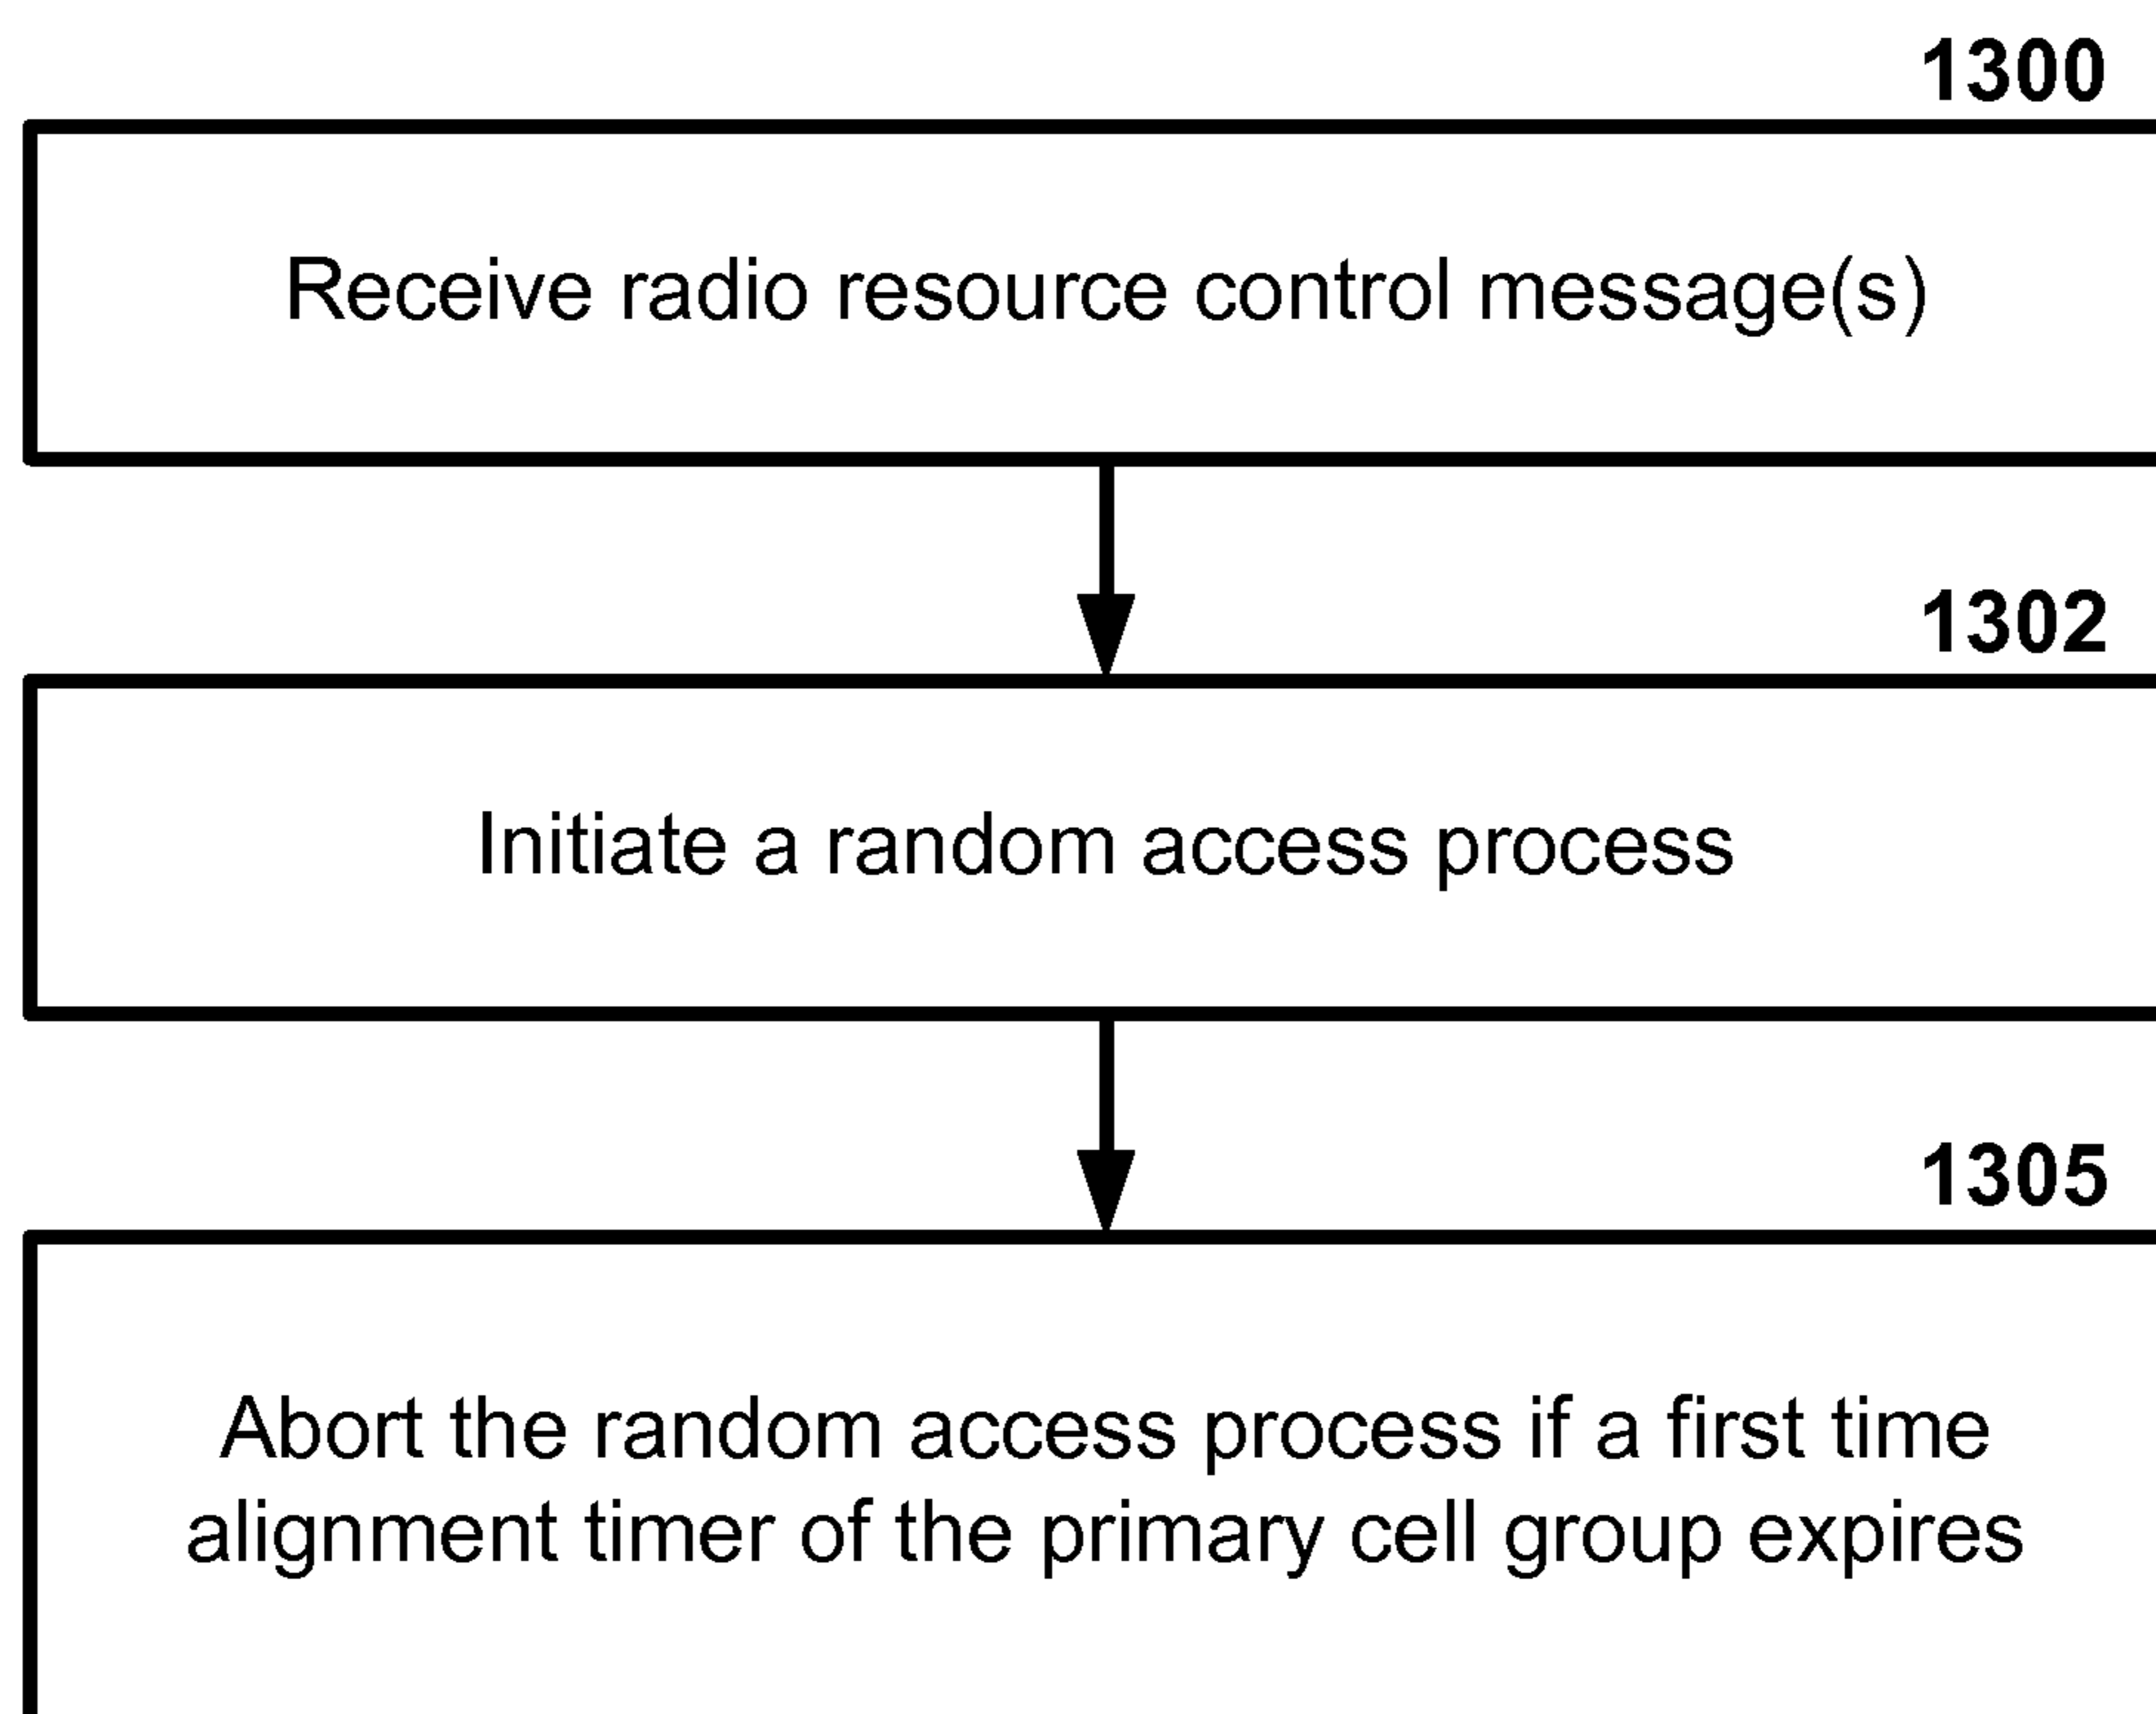 1300
Receive radio resource control message(s)
1302
Initiate a random access process
1305
Abort the random access process if a first time
alignment timer of the primary cell group expires